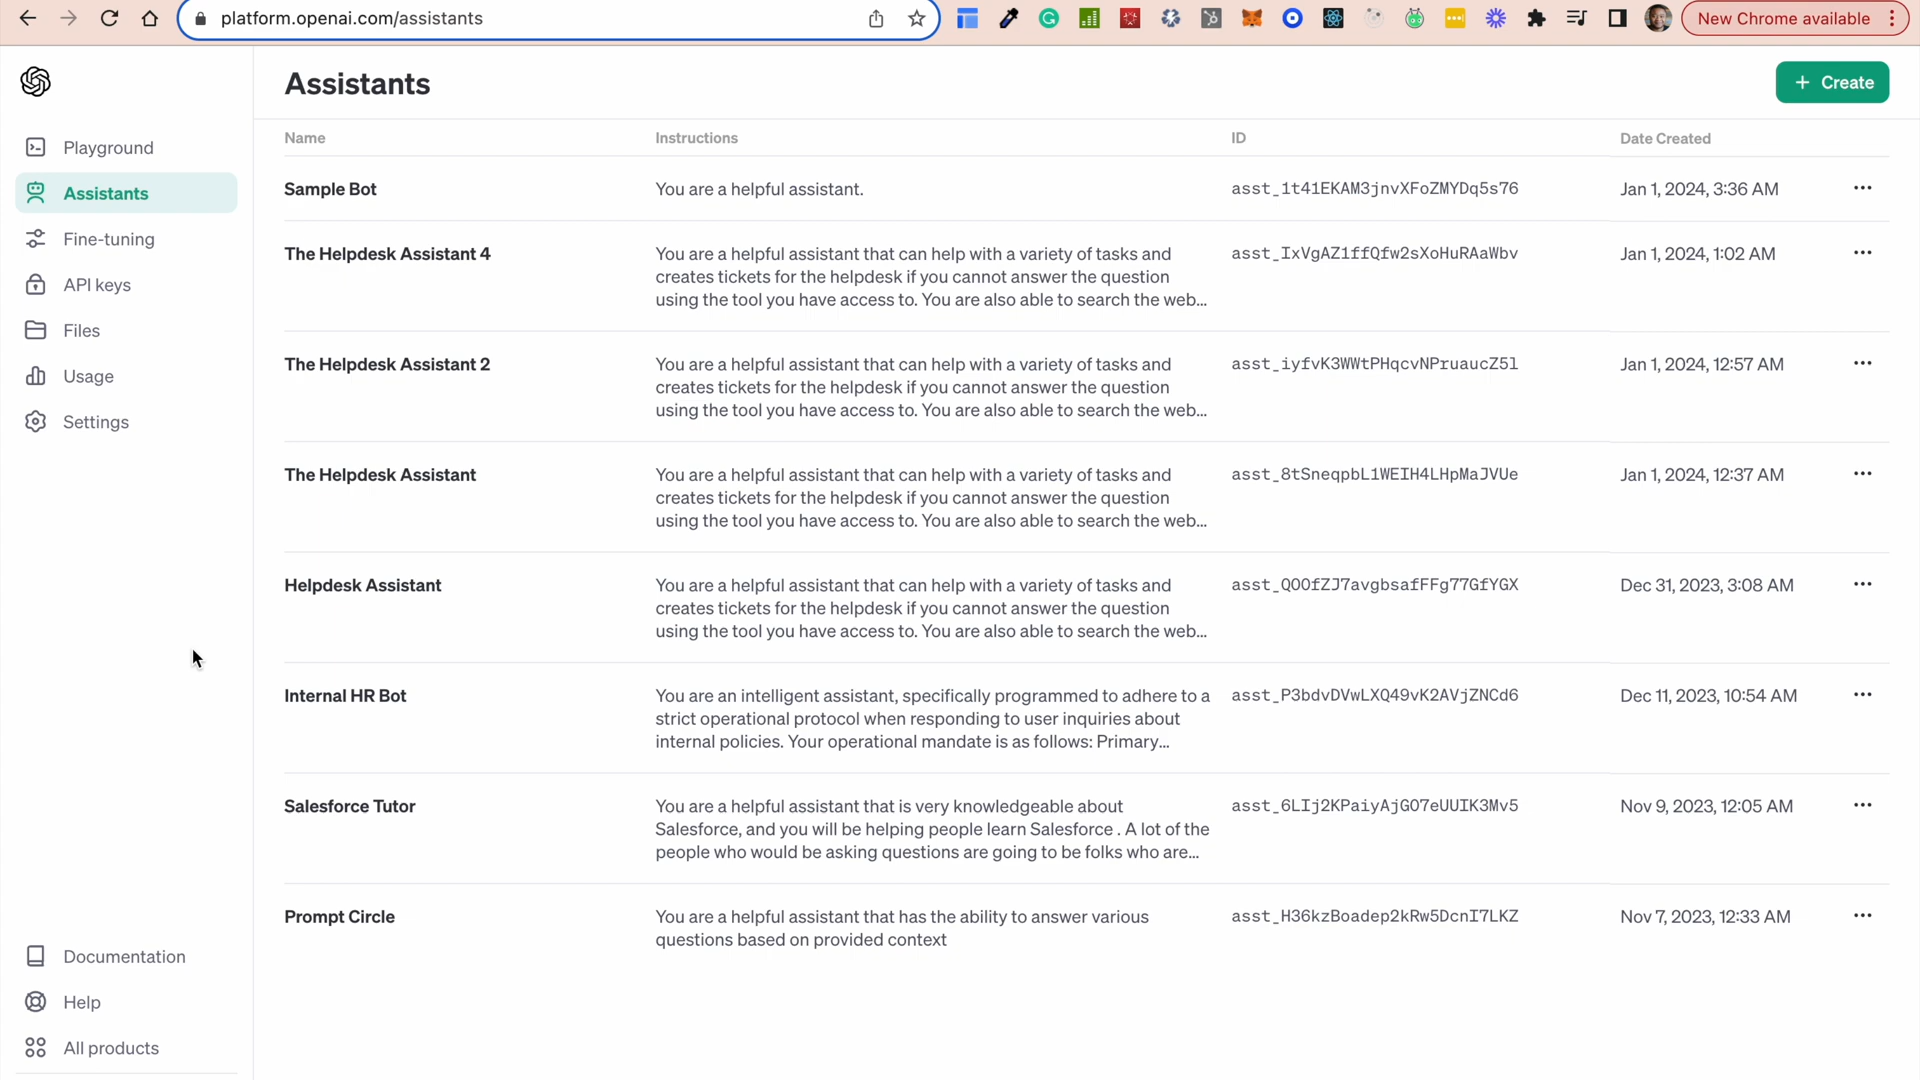 platform.openai.com/assistants
New Chrome available
Assistants
+ Create
Playground
Assistants
Fine-tuning
API keys
Files
Usage
Settings
Documentation
Help
All products
Name Instructions ID Date Created
Sample Bot You are a helpful assistant. asst_1t41EKAM3jnvXFoZMYDq5s76 Jan 1, 2024, 3:36 AM
The Helpdesk Assistant 4 You are a helpful assistant that can help with a variety of tasks and asst_IxVgAZ1ffQfw2sXoHuRAaWbv Jan 1, 2024, 1:02 AM
creates tickets for the helpdesk if you cannot answer the question
using the tool you have access to. You are also able to search the web...
The Helpdesk Assistant 2 You are a helpful assistant that can help with a variety of tasks and asst_iyfvK3WWtPHqcvNPruaucZ5l Jan 1, 2024, 12:57 AM
creates tickets for the helpdesk if you cannot answer the question
using the tool you have access to. You are also able to search the web...
The Helpdesk Assistant You are a helpful assistant that can help with a variety of tasks and asst_8tSneqpbL1WEIH4LHpMaJVUe Jan 1, 2024, 12:37 AM
creates tickets for the helpdesk if you cannot answer the question
using the tool you have access to. You are also able to search the web...
Helpdesk Assistant You are a helpful assistant that can help with a variety of tasks and asst_QOOfZJ7avgbsafFFg77GfYGX Dec 31, 2023, 3:08 AM
creates tickets for the helpdesk if you cannot answer the question
using the tool you have access to. You are also able to search the web...
Internal HR Bot You are an intelligent assistant, specifically programmed to adhere to a asst_P3bdvDVwLXQ49vK2AVjZNCd6 Dec 11, 2023, 10:54 AM
strict operational protocol when responding to user inquiries about
internal policies. Your operational mandate is as follows: Primary...
Salesforce Tutor You are a helpful assistant that is very knowledgeable about asst_6LIj2KPaiyAjGO7eUUIK3Mv5 Nov 9, 2023, 12:05 AM
Salesforce, and you will be helping people learn Salesforce . A lot of the
people who would be asking questions are going to be folks who are...
Prompt Circle You are a helpful assistant that has the ability to answer various asst_H36kzBoadep2kRw5DcnI7LKZ Nov 7, 2023, 12:33 AM
questions based on provided context